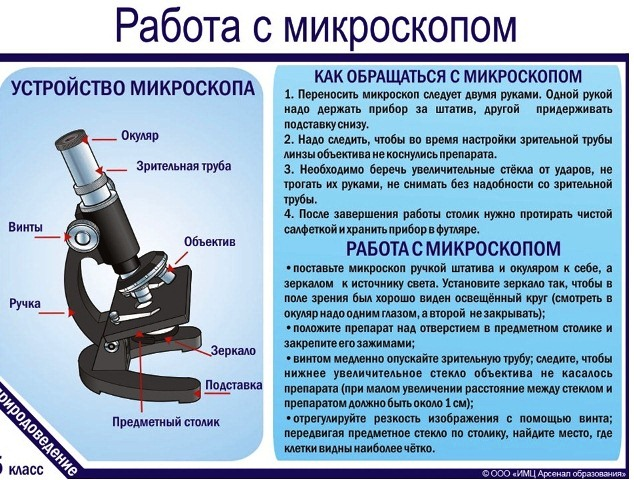 Работа с микроскопом
УСТРОЙСТВО МИКРОСКОПА
Окуляр
Зрительная труба
Винты
Объектив
Ручка
Зеркало
Подставка
Предметный столик
природоведение
5 класс
КАК ОБРАЩАТЬСЯ С МИКРОСКОПОМ
1. Переносить микроскоп следует двумя руками. Одной рукой
надо держать прибор за штатив, другой придерживать
подставку снизу.
2. Надо следить, чтобы во время настройки зрительной трубы
линзы объектива не коснулись препарата.
3. Необходимо беречь увеличительные стёкла от ударов, не
трогать их руками, не снимать без надобности со зрительной
трубы.
4. После завершения работы столик нужно протирать чистой
салфеткой и хранить прибор в футляре.
РАБОТА С МИКРОСКОПОМ
•поставьте микроскоп ручкой штатива и окуляром к себе, а
зеркалом к источнику света. Установите зеркало так, чтобы в
поле зрения был хорошо виден освещённый круг (смотреть в
окуляр надо одним глазом, а второй не закрывать);
•положите препарат над отверстием в предметном столике и
закрепите его зажимами;
•винтом медленно опускайте зрительную трубу; следите, чтобы
нижнее увеличительное стекло объектива не касалось
препарата (при малом увеличении расстояние между стеклом и
препаратом должно быть около 1 см);
•отрегулируйте резкость изображения с помощью винта;
передвигая предметное стекло по столику, найдите место, где
клетки видны наиболее чётко.
© ООО «ИМЦ Арсенал образования»